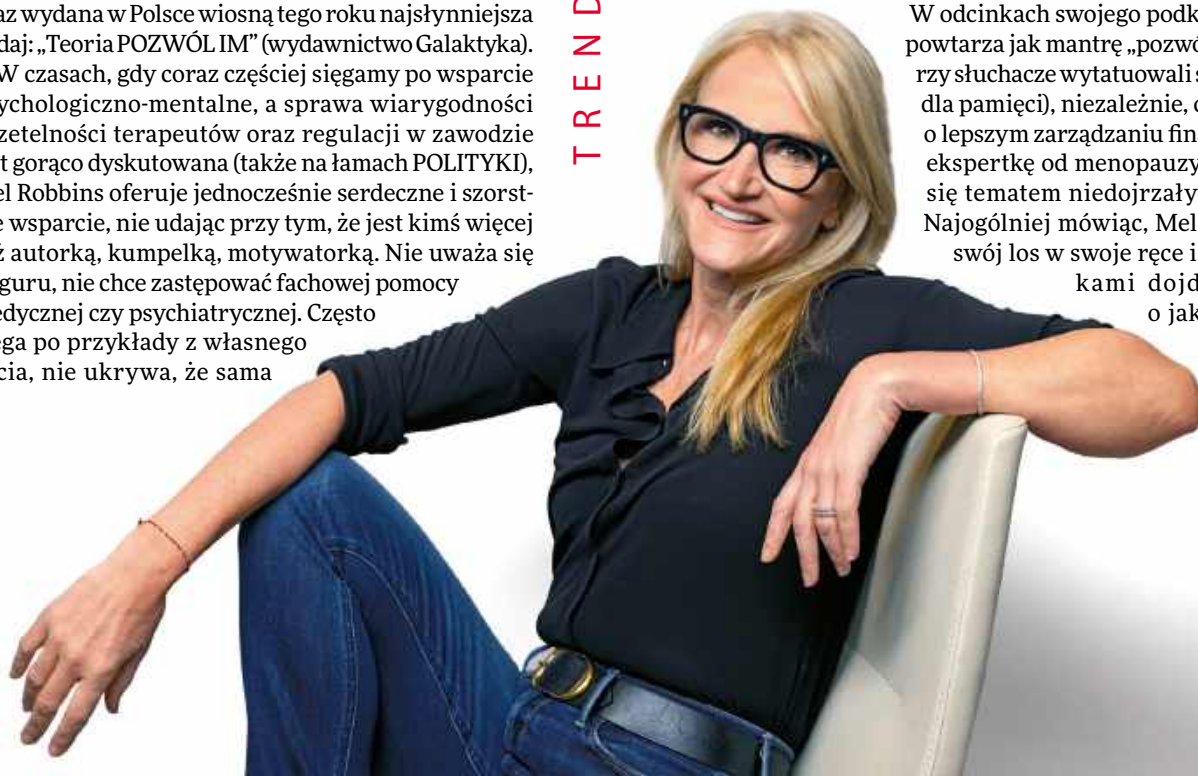 az wydana w Polsce wiosną tego roku najsłynniejsza
daj: „Teoria POZWÓL IM” (wydawnictwo Galaktyka).
W czasach, gdy coraz częściej sięgamy po wsparcie
ychologiczno-mentalne, a sprawa wiarygodności
zetelności terapeutów oraz regulacji w zawodzie
t gorąco dyskutowana (także na łamach POLITYKI),
el Robbins oferuje jednocześnie serdeczne i szorst-
e wsparcie, nie udając przy tym, że jest kimś więcej
ż autorką, kumpelką, motywatorką. Nie uważa się
guru, nie chce zastępować fachowej pomocy
edycznej czy psychiatrycznej. Często
ęga po przykłady z własnego
cia, nie ukrywa, że sama
TREND
W odcinkach swojego podk
powtarza jak mantrę „pozwó
rzy słuchacze wytatuowali s
dla pamięci), niezależnie, c
o lepszym zarządzaniu fin
ekspertkę od menopauzy
się tematem niedojrzały
Najogólniej mówiąc, Mel
swój los w swoje ręce i
kami dojd
o jak